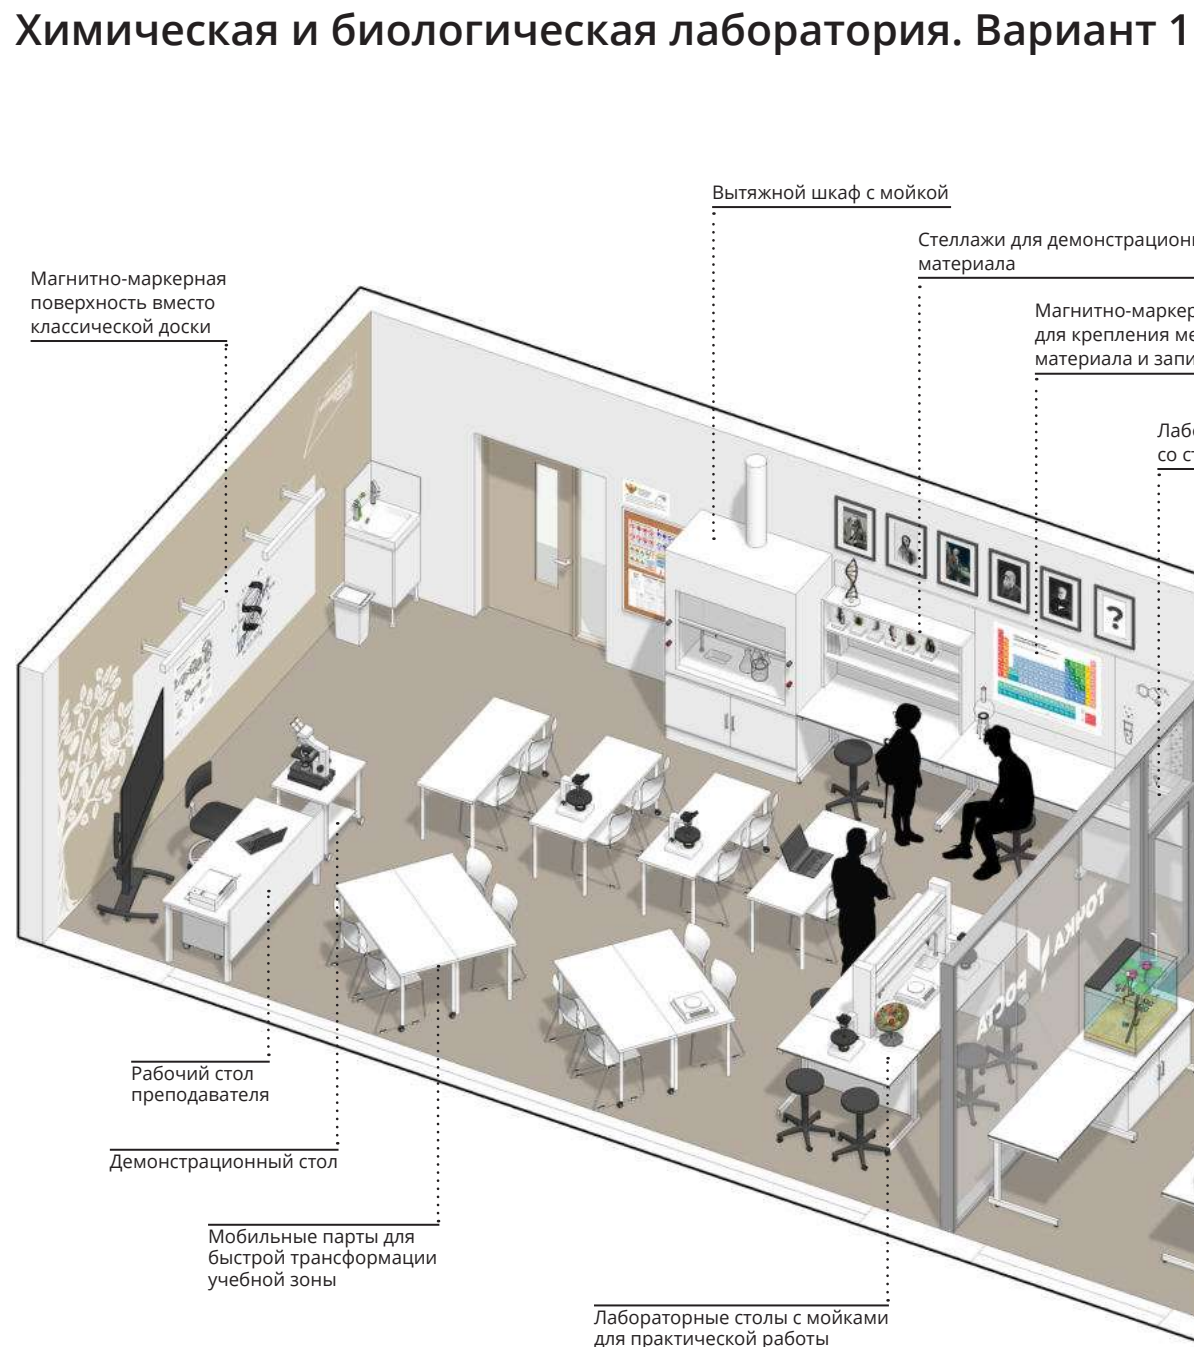 Химическая и биологическая лаборатория. Вариант 1
Вытяжной шкаф с мойкой
Стеллажи для демонстрационн
материала
Магнитно-маркерная
поверхность вместо
классической доски
Магнитно-маркер
для крепления ме
материала и запи
Лабо
со ст
?
ТОЧКА
РОСТА
Рабочий стол
преподавателя
Демонстрационный стол
Мобильные парты для
быстрой трансформации
учебной зоны
Лабораторные столы с мойками
для практической работы